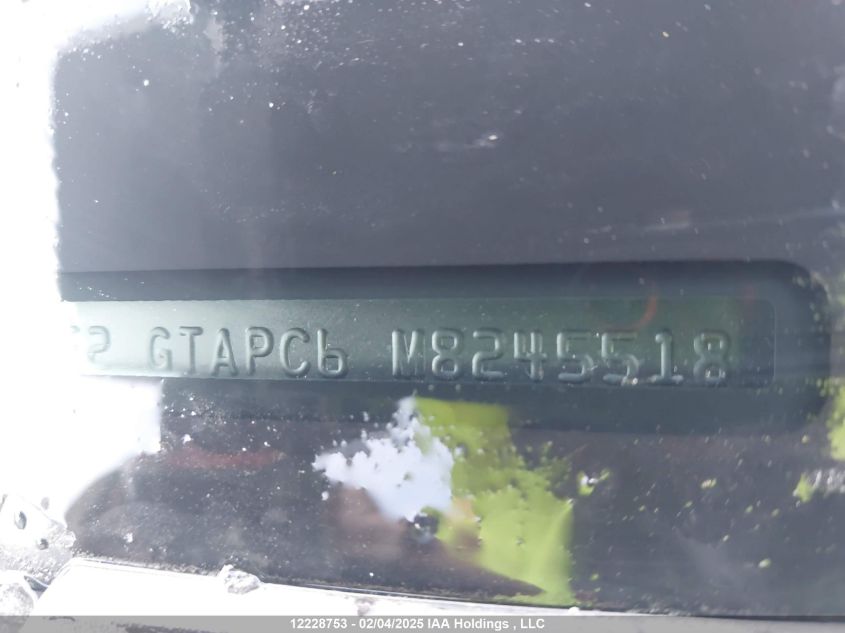 GTAPC6 M8245518
12228753 - 02/04/2025 IAA Holdings , LLC